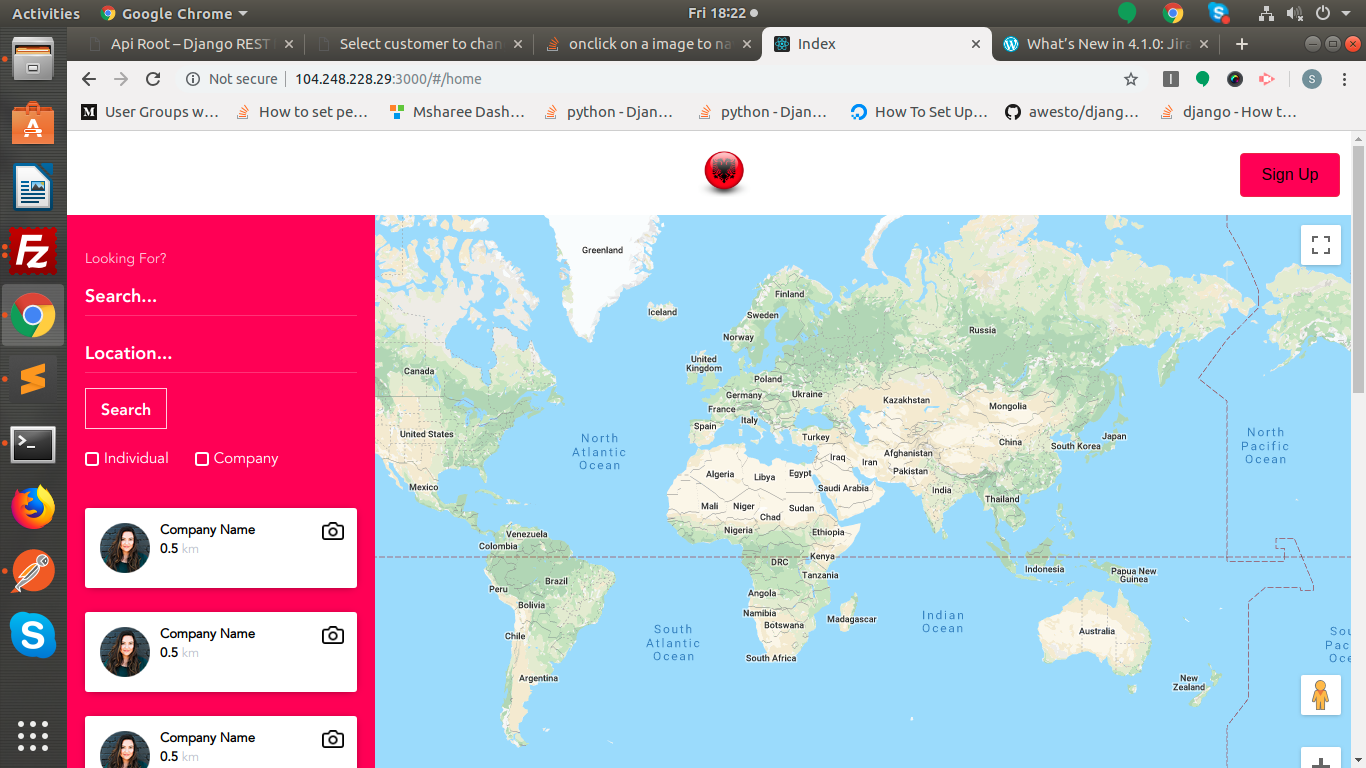 Activities
Google Chrome
Fri 18:22
Api Root – Django REST
Select customer to chan
onclick on a image to na
Index
What's New in 4.1.0: Jira
Not secure
104.248.228.29:3000/#/home
S
M
User Groups w...
How to set pe...
Msharee Dash...
python - Djan...
python - Djan...
How To Set Up...
awesto/djang...
django - How t...
Sign Up
Looking For?
Search...
Location...
Search
Individual
Company
Company Name
0.5 km
Company Name
0.5 km
Company Name
0.5 km
Greenland
Iceland
Finland
Sweden
Norway
Russia
United
Kingdom
Canada
Poland
Germany
Ukraine
France
Kazakhstan
Mongolia
Italy
Spain
United States
North
Atlantic
Ocean
Turkey
China
South Korea
Japan
North
Pacific
Ocean
Iraq
Iran
Afghanistan
Pakistan
Algeria
Libya
Egypt
Saudi Arabia
Mexico
India
Thailand
Mali
Niger
Chad
Sudan
Nigeria
Ethiopia
Venezuela
Colombia
Kenya
DRC
Indonesia
Papua New
Guinea
Tanzania
Brazil
Peru
Angola
Bolivia
Namibia
Botswana
Madagascar
Indian
Ocean
Chile
South
Atlantic
Ocean
Australia
South Africa
Argentina
New
Zealand
Sou
Pac
Oce